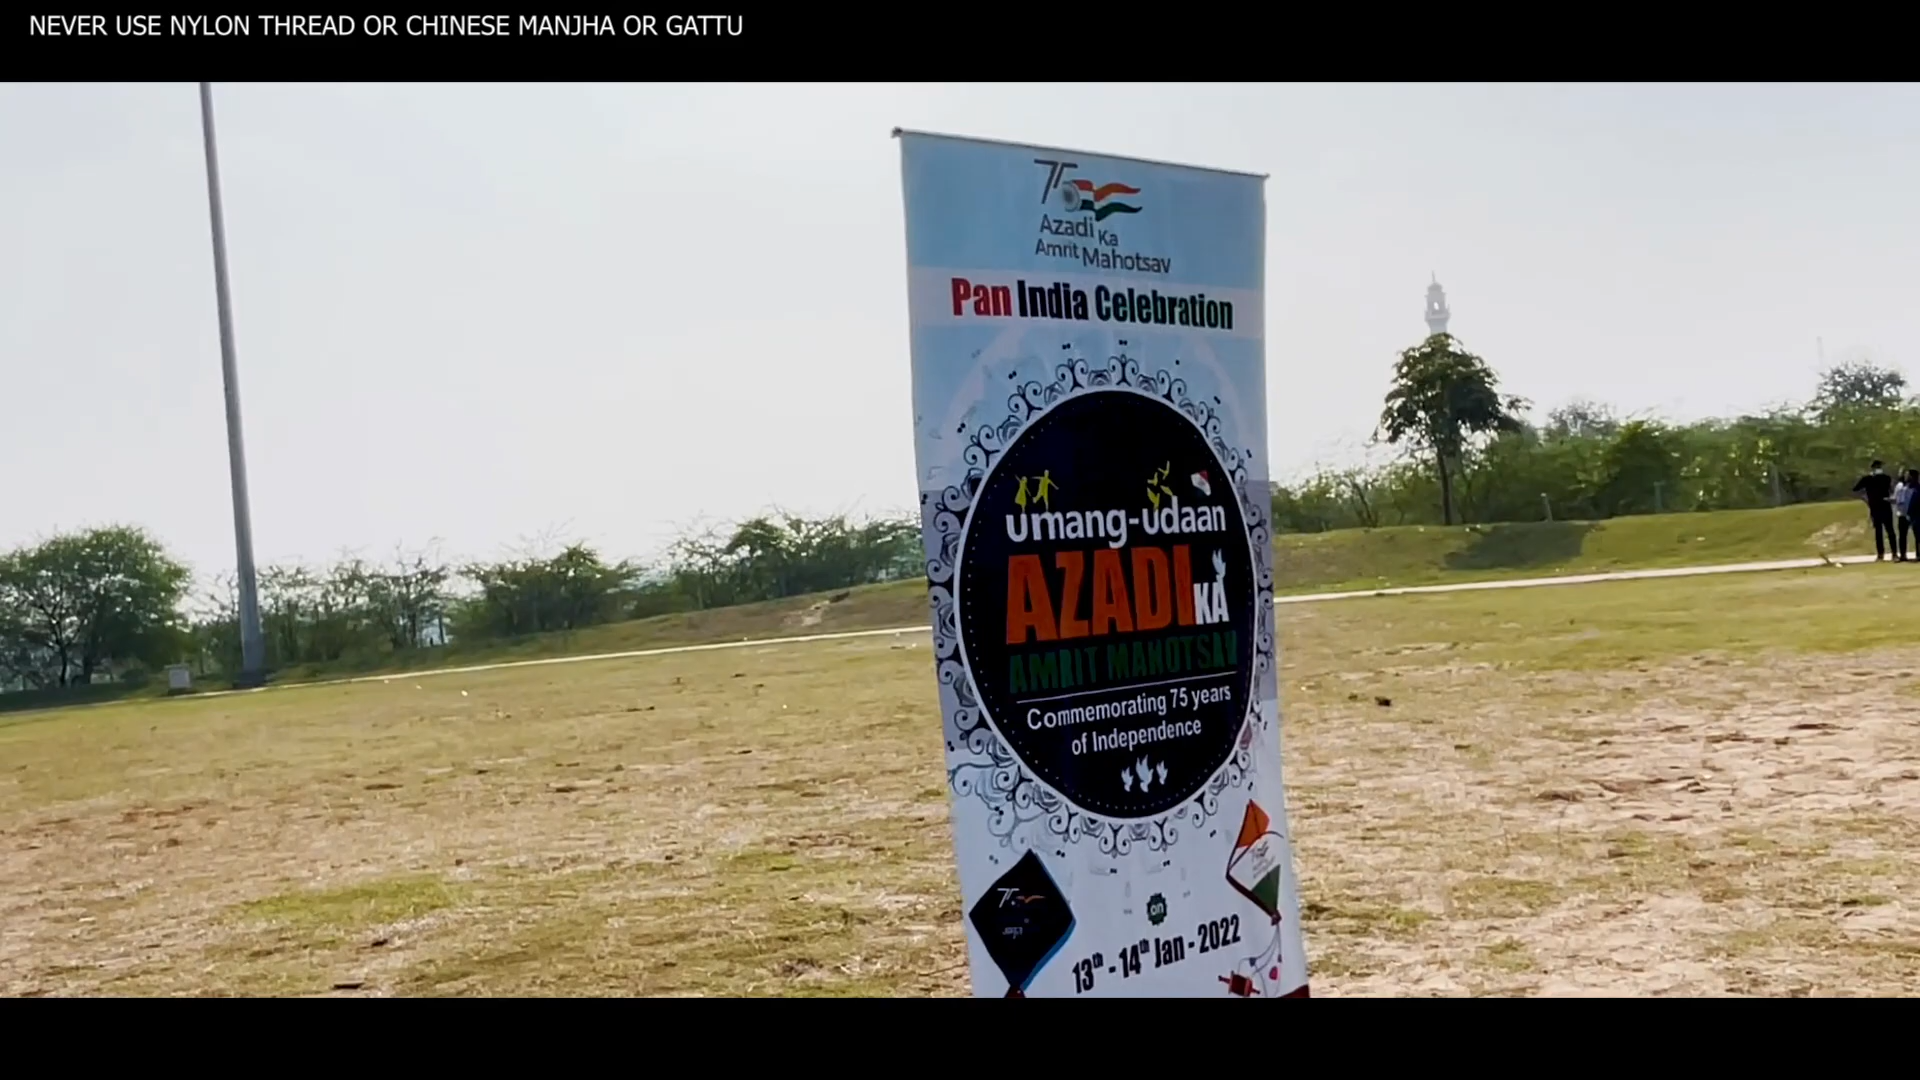 NEVER USE NYLON THREAD OR CHINESE MANJHA OR GATTU
75
Azadi Ka
Amrit Mahotsav
Pan India Celebration
umang-udaan
AZADI KA
AMRIT MAHOTSAV
Commemorating 75 years
of Independence
on
13th - 14th Jan - 2022